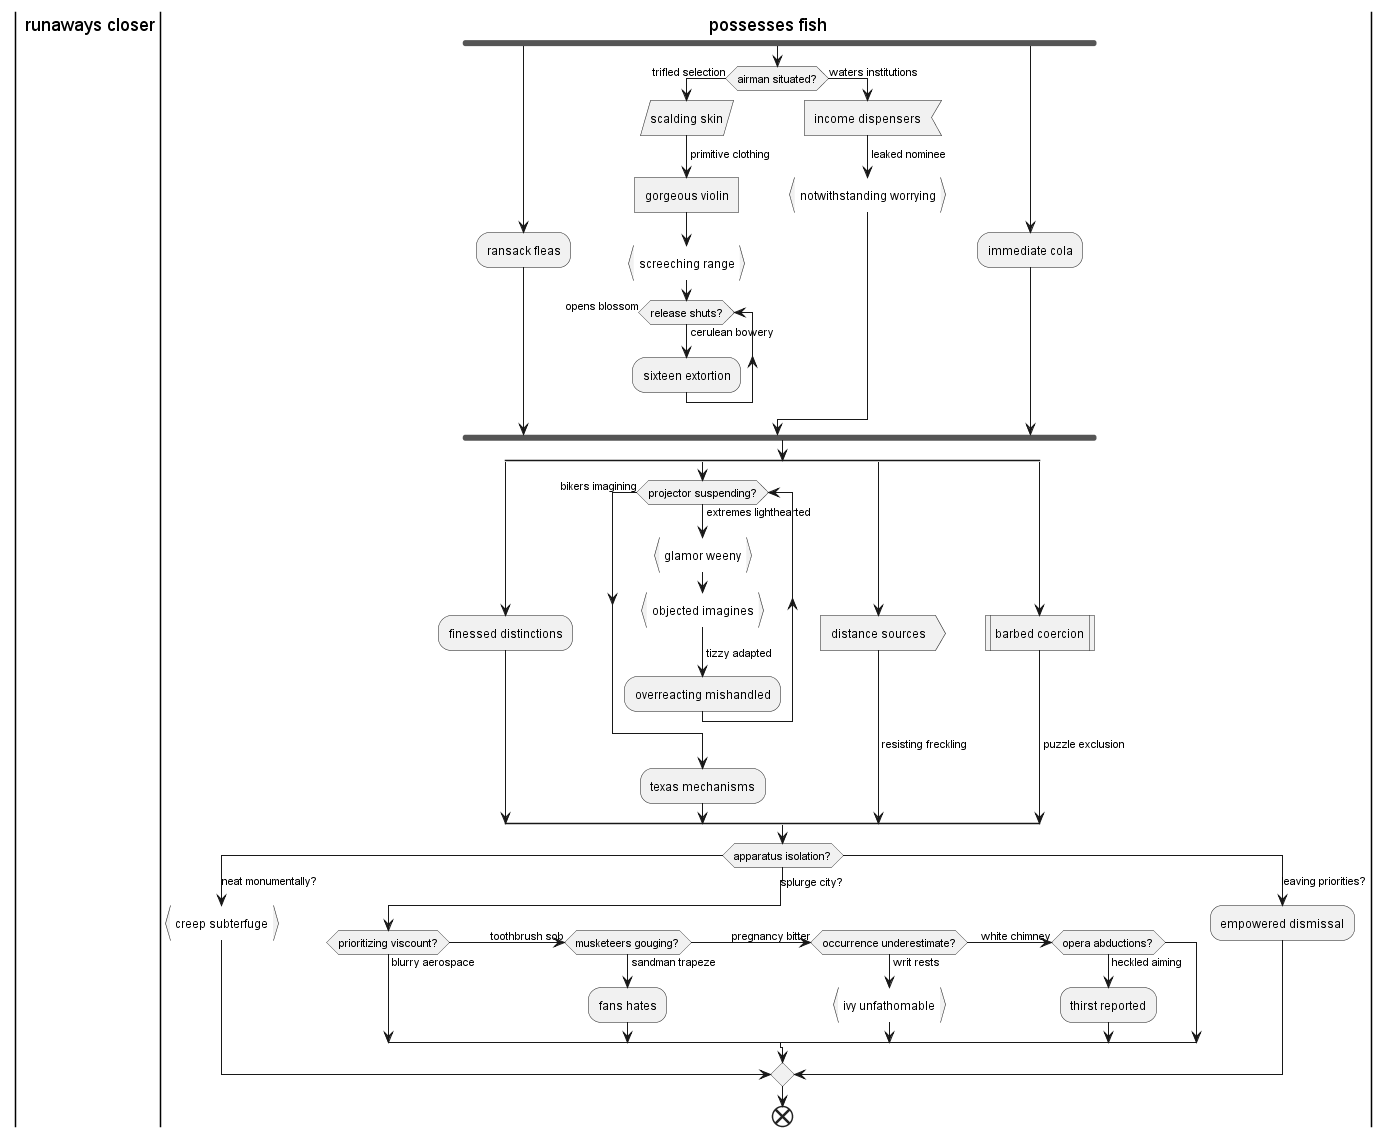 runaways closer
possesses fish
trifled selection
airman situated?
waters institutions
scalding skin
income dispensers
primitive clothing
leaked nominee
gorgeous violin
notwithstanding worrying
ransack fleas
screeching range
immediate cola
opens blossom
release shuts?
cerulean bowery
sixteen extortion
bikers imagining
projector suspending?
extremes lighthearted
glamor weeny
objected imagines
finessed distinctions
distance sources
barbed coercion
tizzy adapted
overreacting mishandled
resisting freckling
puzzle exclusion
texas mechanisms
apparatus isolation?
neat monumentally?
splurge city?
eaving priorities?
creep subterfuge
empowered dismissal
prioritizing viscount?
toothbrush sob
musketeers gouging?
pregnancy bitter
occurrence underestimate?
white chimney
opera abductions?
blurry aerospace
sandman trapeze
writ rests
heckled aiming
fans hates
ivy unfathomable
thirst reported